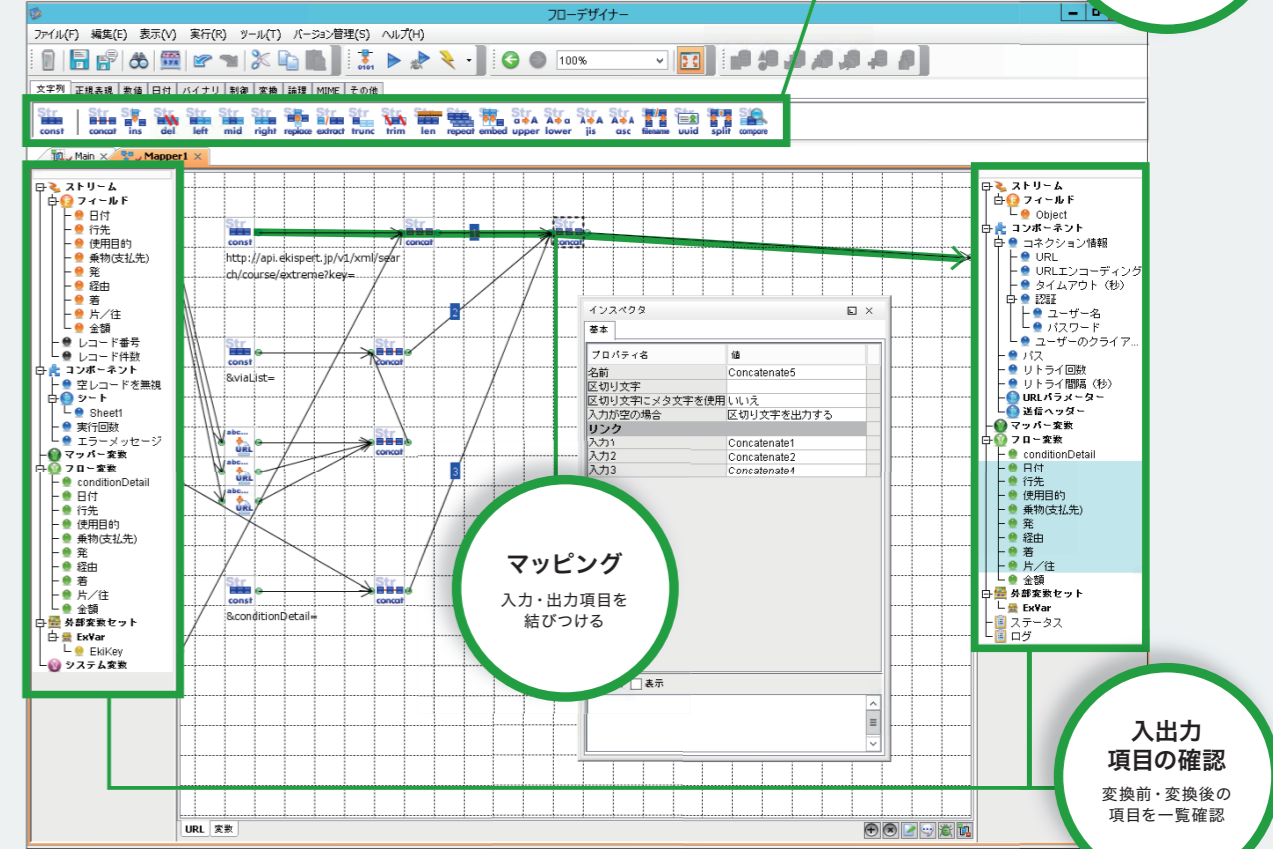 フローデザイナー
ファイル(F) 編集(E) 表示(V) 実行(R) ツール(T) バージョン管理(S) ヘルプ(H)
100%
文字列 正規表現 数値 日付 バイナリ 制御 変換 論理 MIME その他
const concat ins del left mid right replace extract trunc trim len repeat embed upper lower jis asc filename uuid split compare
Main Mapper1
ストリーム
フィールド
日付
行先
使用目的
乗物(支払先)
発
経由
着
片/往
金額
レコード番号
レコード件数
コンポーネント
空レコードを無視
シート
Sheet1
実行回数
エラーメッセージ
マッパー変数
フロー変数
conditionDetail
日付
行先
使用目的
乗物(支払先)
発
経由
着
片/往
金額
外部変数セット
ExVar
EkiKey
システム変数
Str const
http://api.ekispert.jp/v1/xml/sear
ch/course/extreme?key=
Str concat
Str concat
Str const
&viaList=
Str concat
2
abc... URL
abc... URL
abc... URL
concat
3
Str const
&conditionDetail=
Str concat
インスペクタ
基本
プロパティ名 値
名前 Concatenate5
区切り文字
区切り文字にメタ文字を使用 いいえ
入力が空の場合 区切り文字を出力する
リンク
入力1 Concatenate1
入力2 Concatenate2
入力3 Concatenate4
表示
マッピング
入力・出力項目を
結びつける
ストリーム
フィールド
Object
コンポーネント
コネクション情報
URL
URLエンコーディング
タイムアウト(秒)
認証
ユーザー名
パスワード
ユーザーのクライア...
パス
リトライ回数
リトライ間隔(秒)
URLパラメーター
送信ヘッダー
マッパー変数
フロー変数
conditionDetail
日付
行先
使用目的
乗物(支払先)
発
経由
着
片/往
金額
外部変数セット
ExVar
ステータス
ログ
入出力
項目の確認
変換前・変換後の
項目を一覧確認
URL 変数